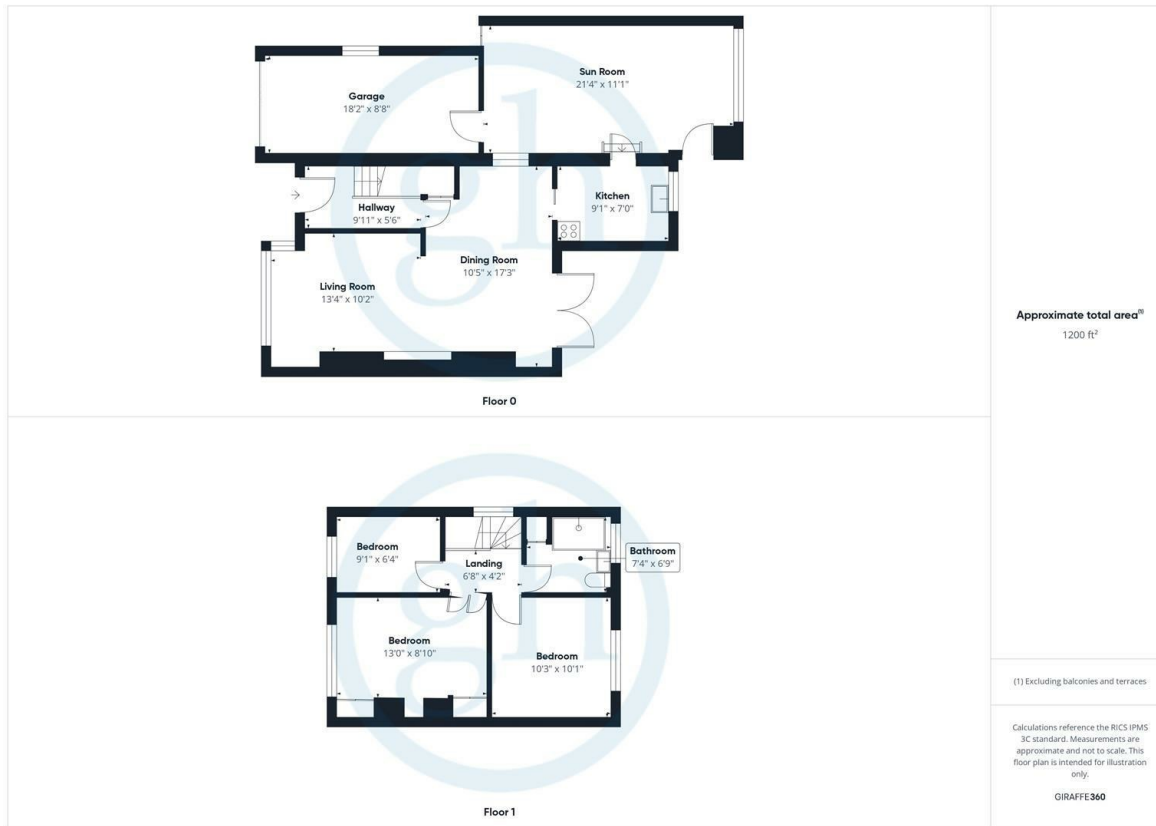 Sun Room
21'4" x 11'1"
Garage
18'2" x 8'8"
Kitchen
9'1" x 7'0"
Hallway
9'11" x 5'6"
Dining Room
10'5" x 17'3"
Living Room
13'4" x 10'2"
Floor 0
Approximate total area⁽¹⁾
1200 ft²
gh
Bedroom
9'1" x 6'4"
Landing
6'8" x 4'2"
Bathroom
7'4" x 6'9"
Bedroom
13'0" x 8'10"
Bedroom
10'3" x 10'1"
gh
Floor 1
(1) Excluding balconies and terraces
Calculations reference the RICS IPMS
3C standard. Measurements are
approximate and not to scale. This
floor plan is intended for illustration
only.
GIRAFFE360